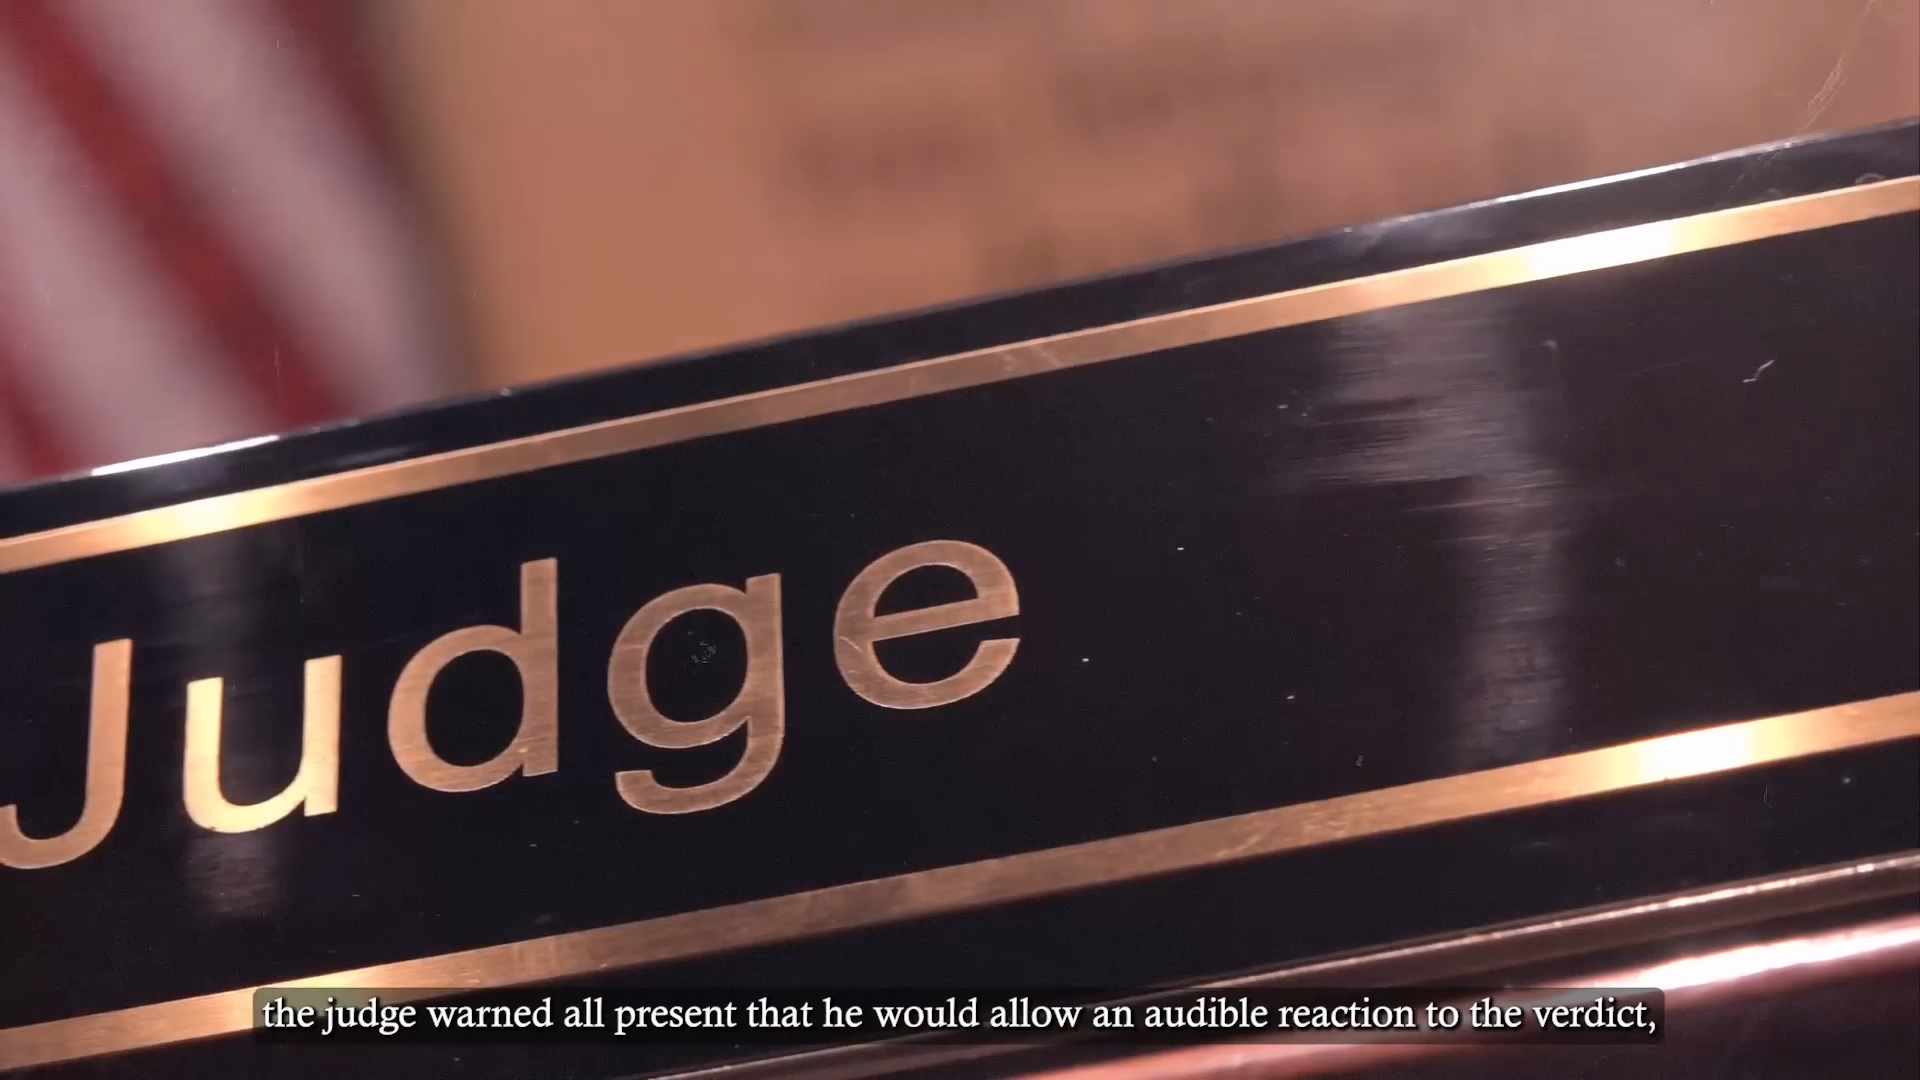 Judge
the judge warned all present that he would allow an audible reaction to the verdict,